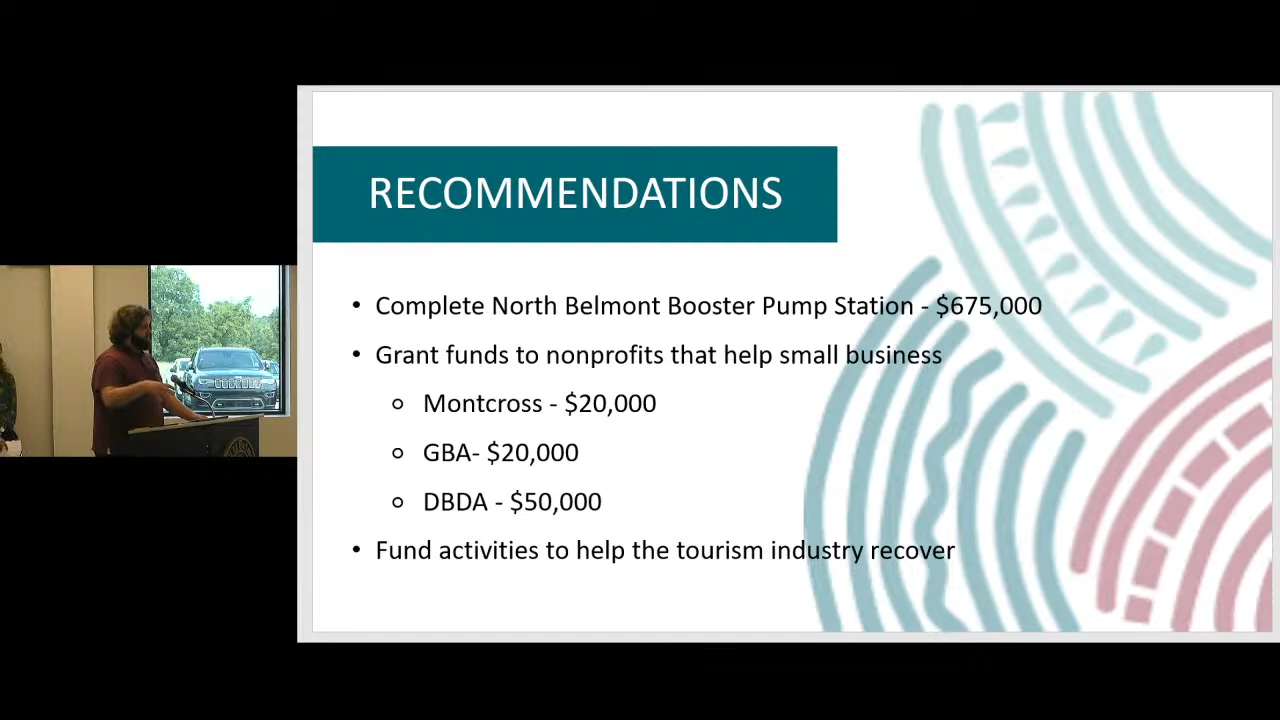 RECOMMENDATIONS
• Complete North Belmont Booster Pump Station - $675,000
• Grant funds to nonprofits that help small business
o Montcross - $20,000
o GBA- $20,000
o DBDA - $50,000
• Fund activities to help the tourism industry recover